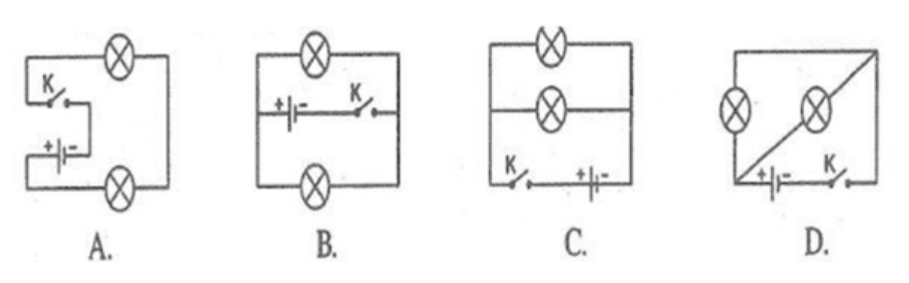 K
+ -
A.
+ - K
B.
K + -
C.
+ - K
D.